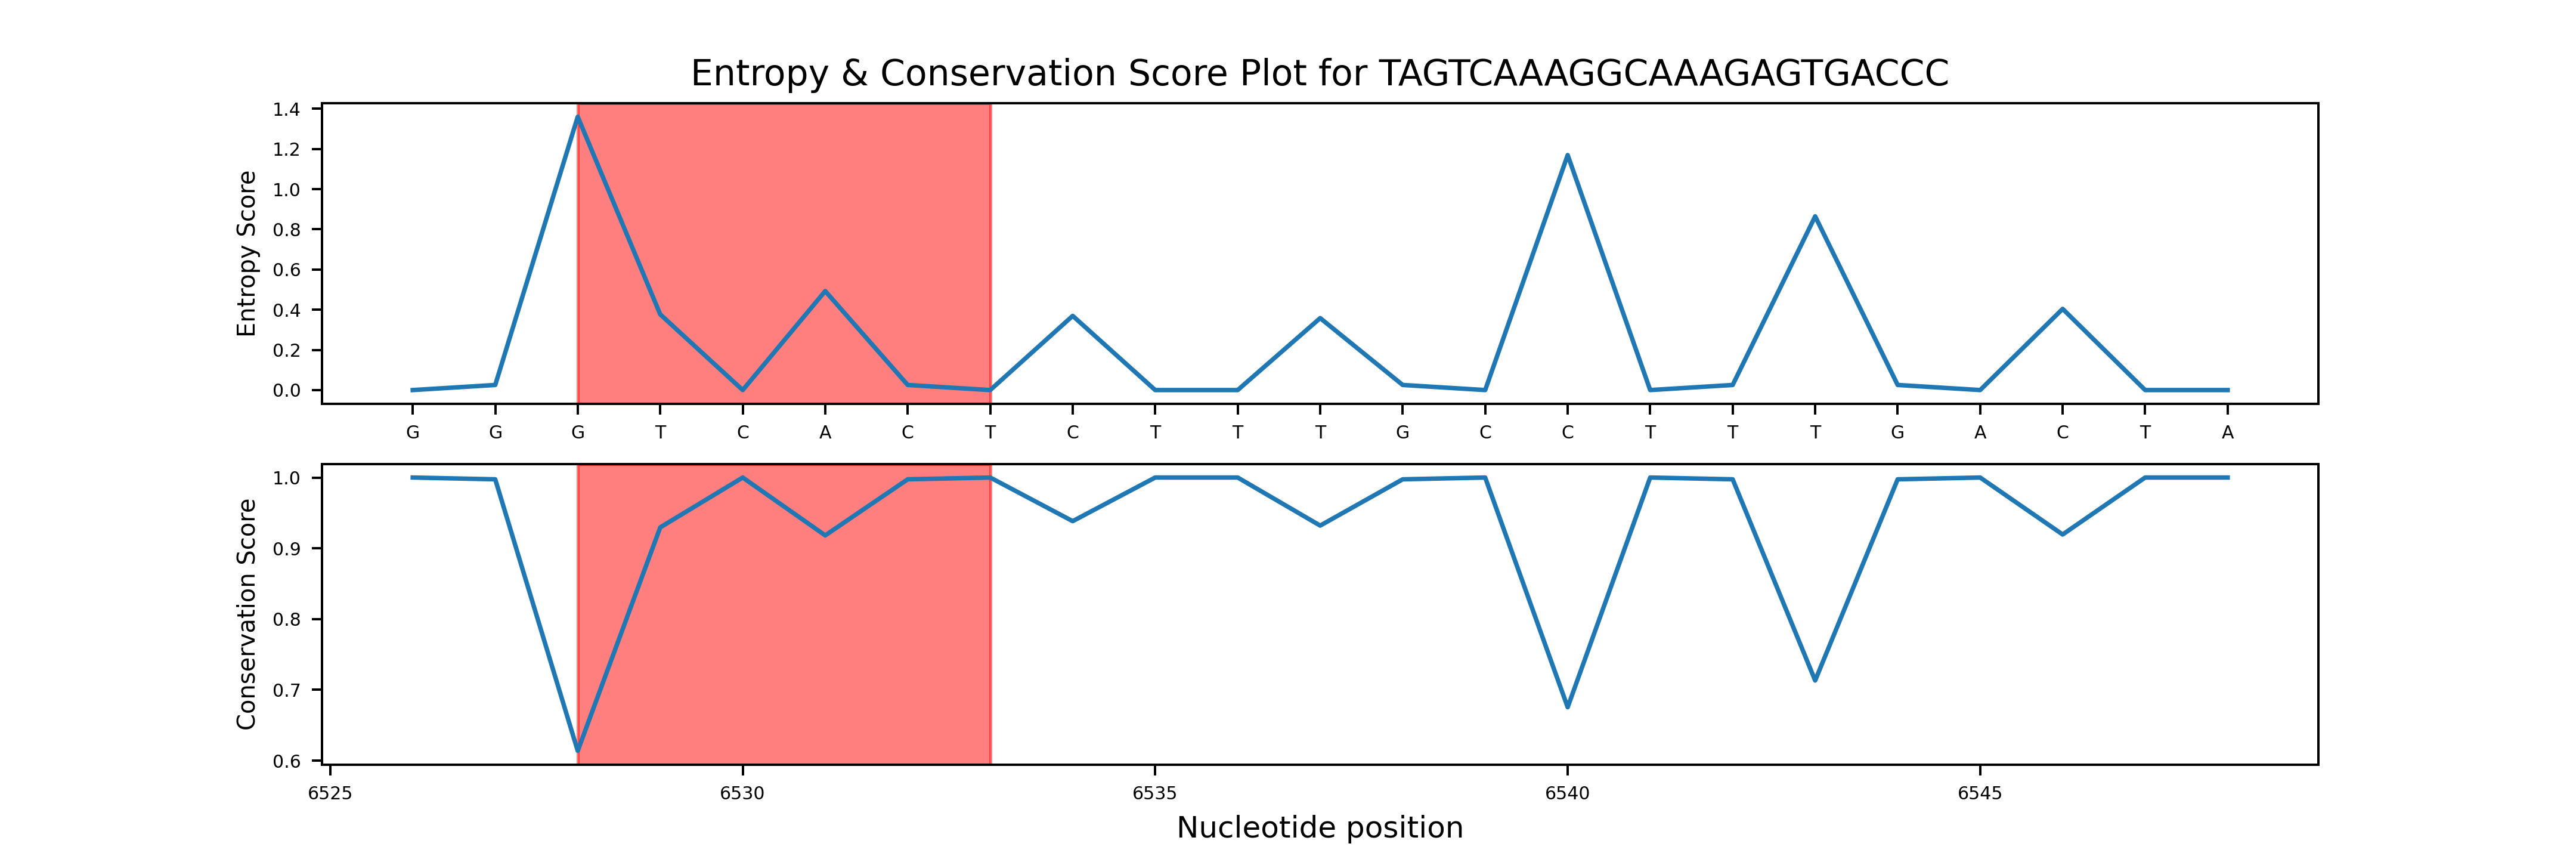 Entropy & Conservation Score Plot for TAGTCAAAGGCAAAGAGTGACCC
Entropy Score
1.4
1.2
1.0
0.8
0.6
0.4
0.2
0.0
G G G T C A C T C T T T G C C T T T G A C T A
Conservation Score
1.0
0.9
0.8
0.7
0.6
6525 6530 6535 6540 6545
Nucleotide position